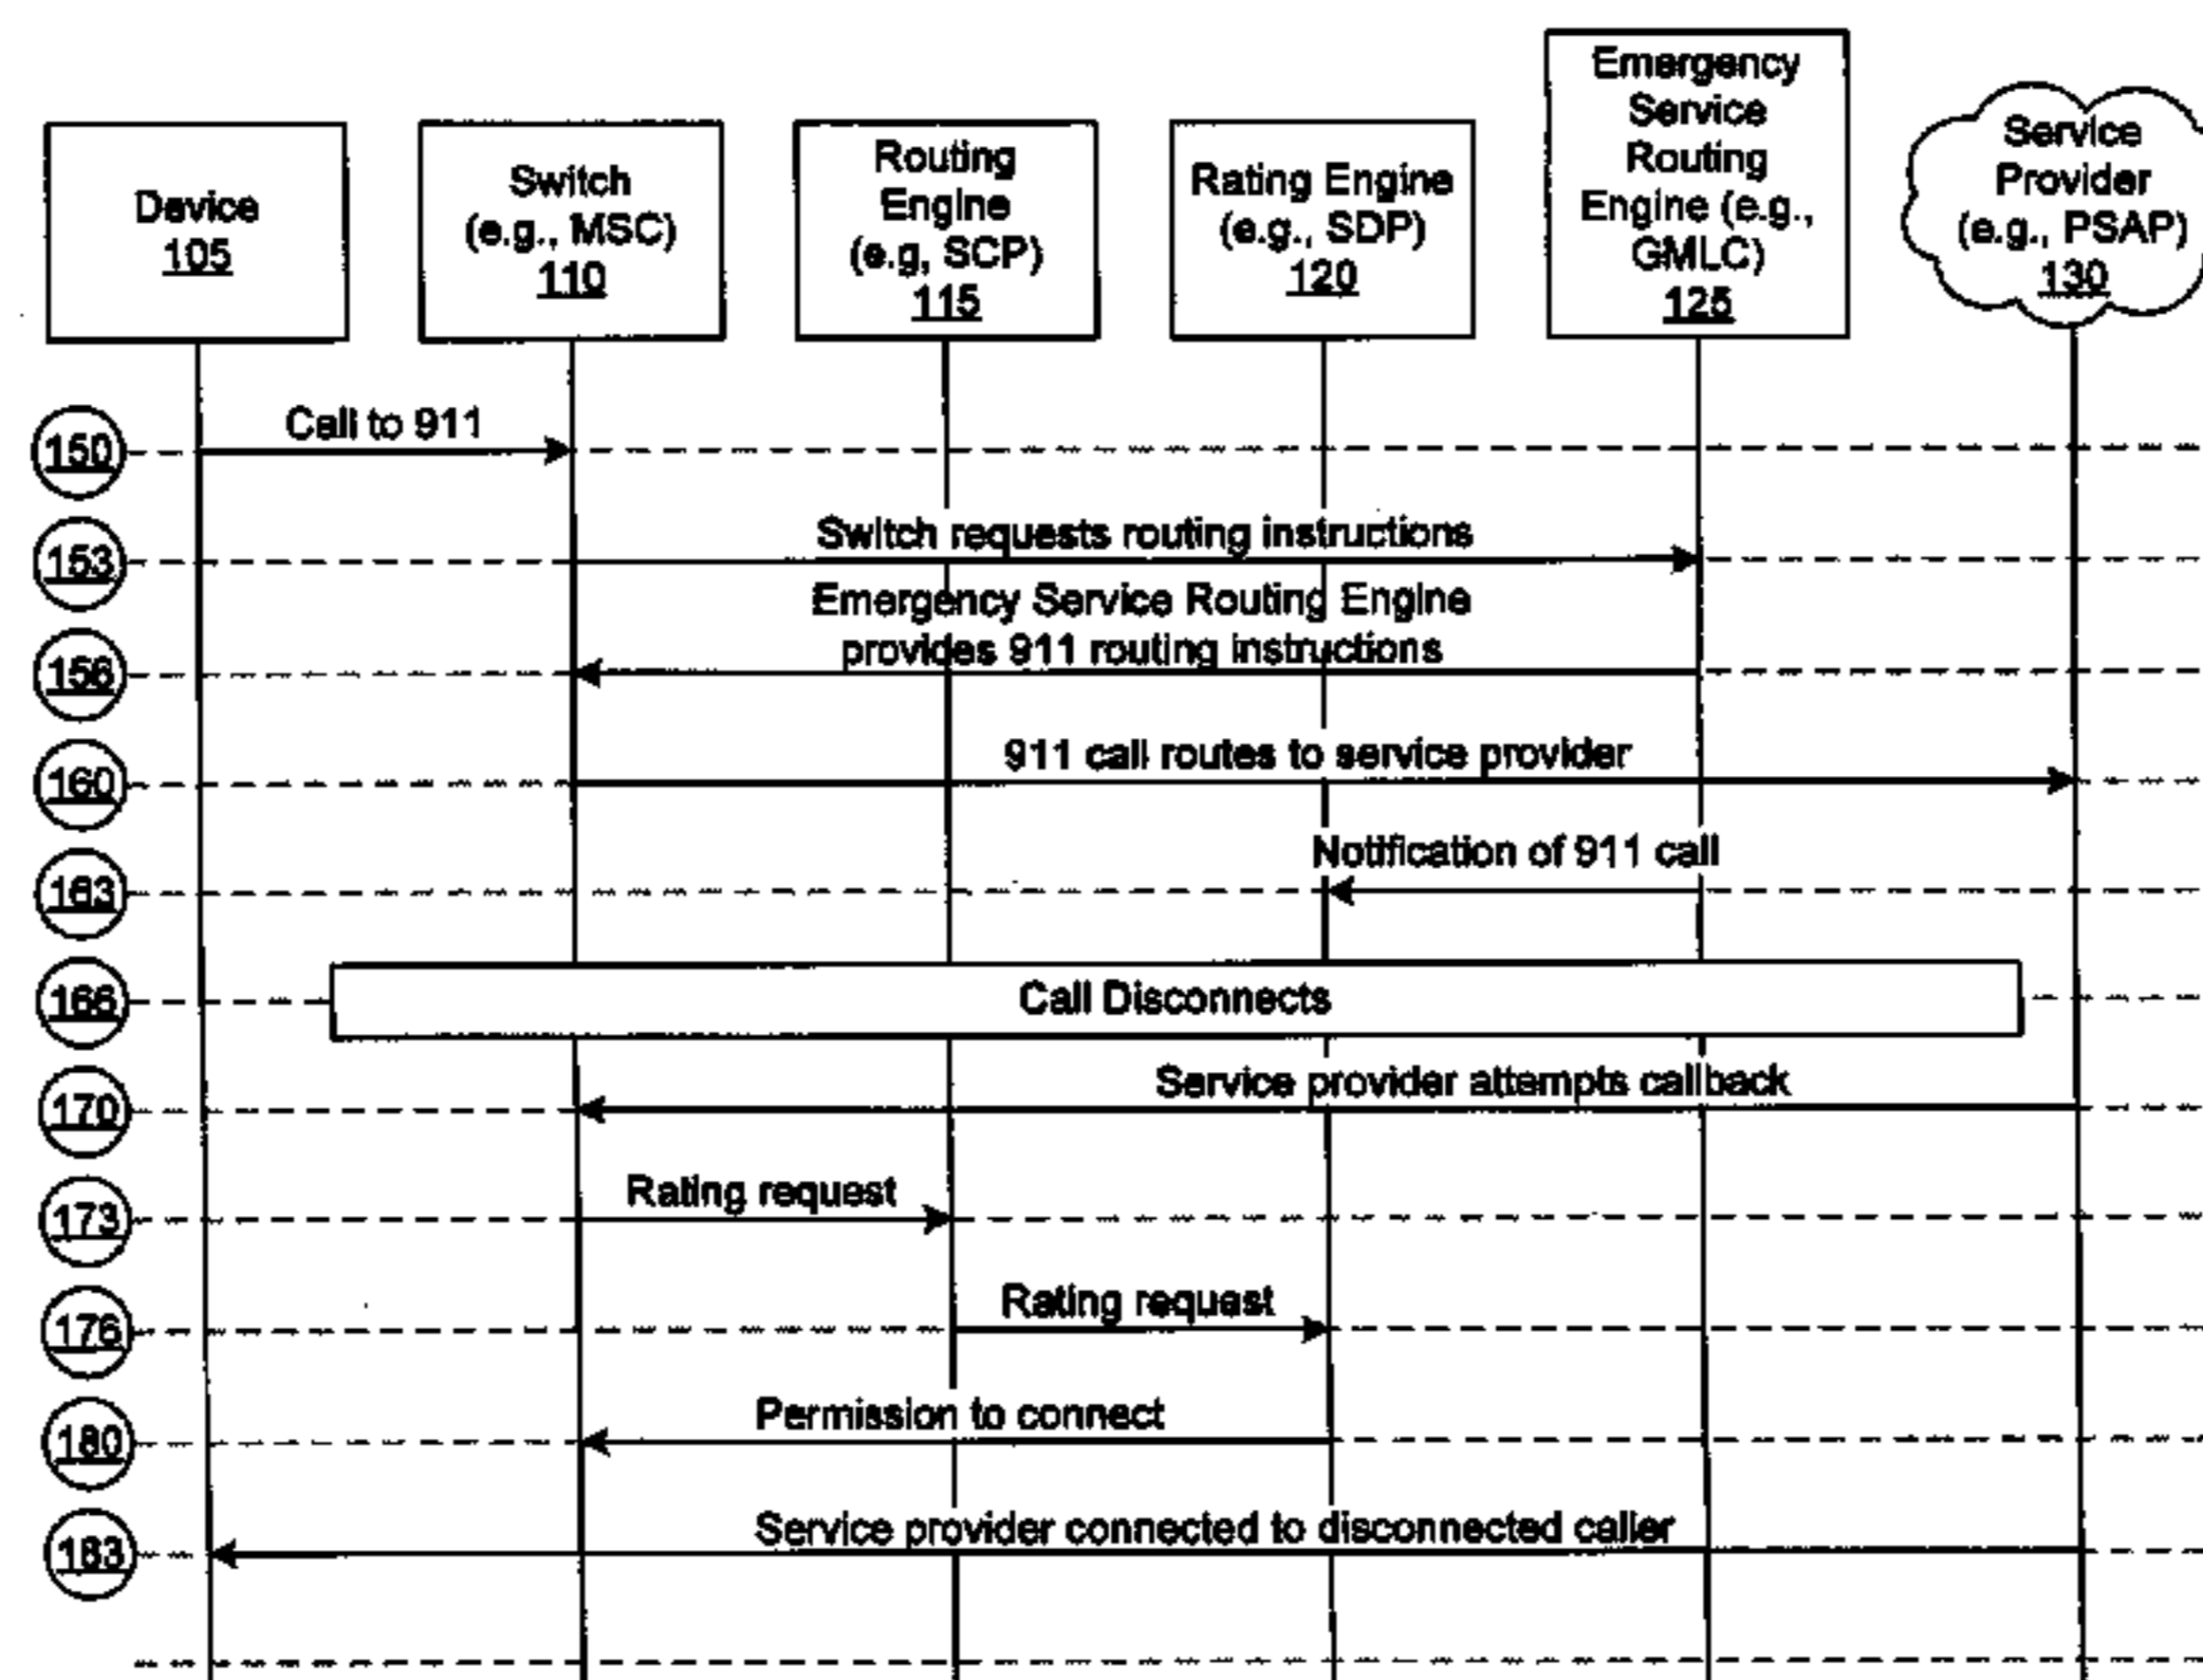 Device
105
Switch
(e.g., MSC)
110
Routing
Engine
(e.g, SCP)
115
Rating Engine
(e.g., SDP)
120
Emergency
Service
Routing
Engine (e.g.,
GMLC)
125
Service
Provider
(e.g., PSAP)
130
150
Call to 911
153
Switch requests routing instructions
156
Emergency Service Routing Engine
provides 911 routing instructions
160
911 call routes to service provider
163
Notification of 911 call
166
Call Disconnects
170
Service provider attempts callback
173
Rating request
176
Rating request
180
Permission to connect
183
Service provider connected to disconnected caller